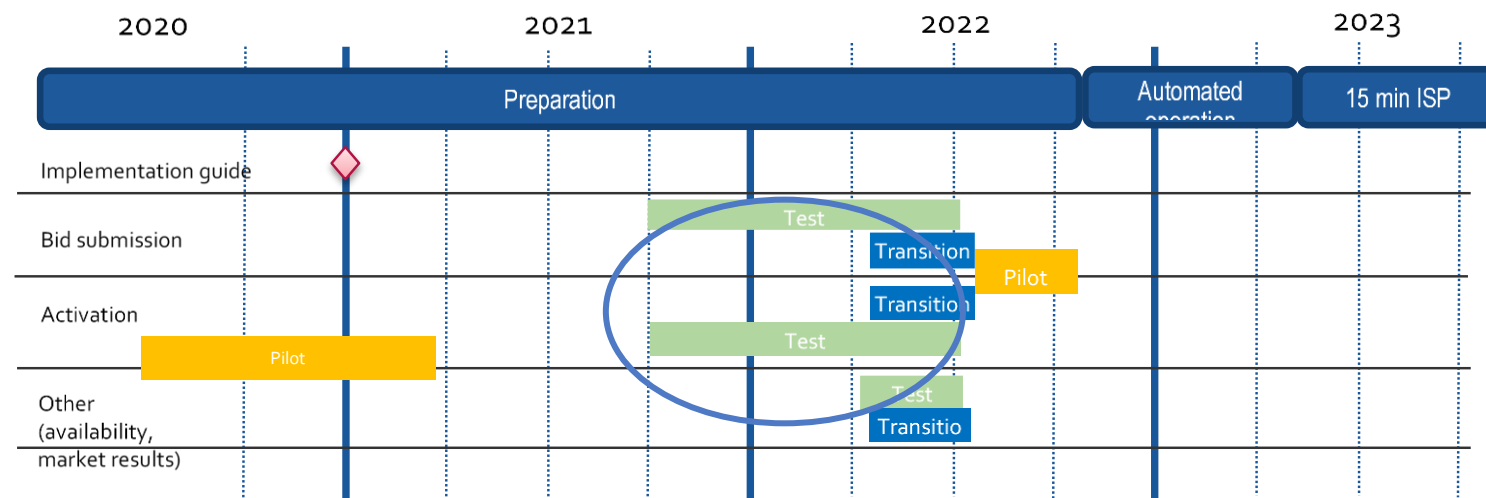 2020 2021 2022 2023
Preparation
Automated
operation
15 min ISP
Implementation guide
Test
Bid submission
Transition
Pilot
Transition
Activation
Test
Pilot
Test
Other
(availability,
market results)
Transitio